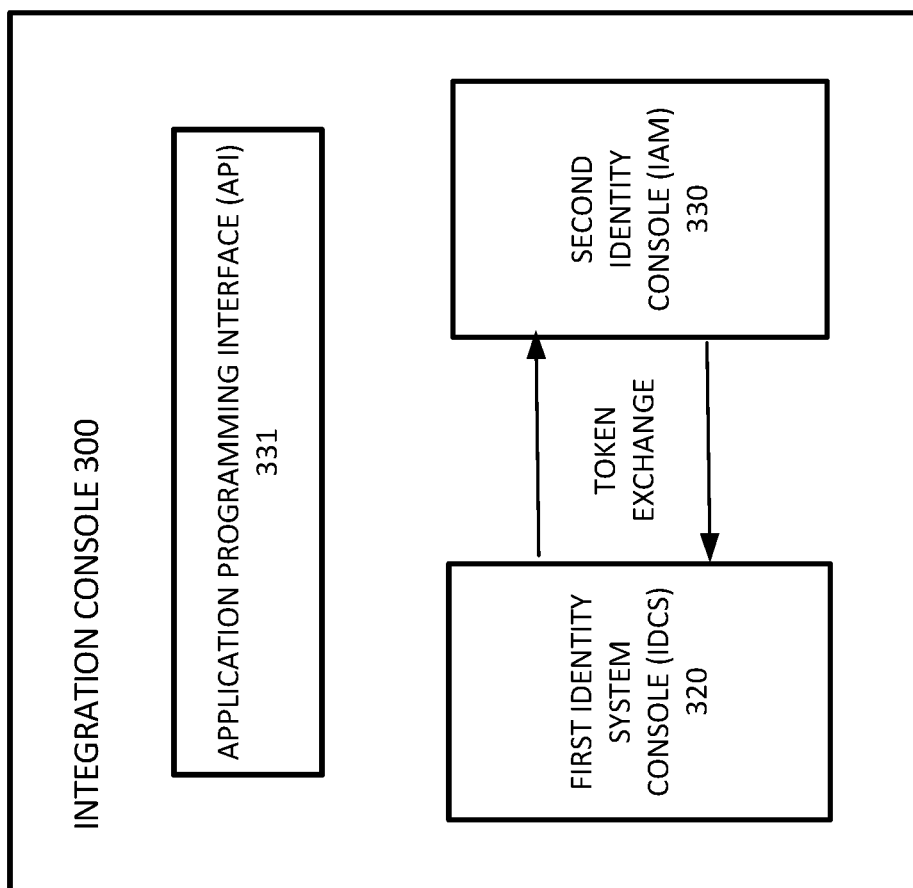 INTEGRATION CONSOLE 300
APPLICATION PROGRAMMING INTERFACE (API)
331
FIRST IDENTITY
SYSTEM
CONSOLE (IDCS)
320
TOKEN
EXCHANGE
SECOND
IDENTITY
CONSOLE (IAM)
330